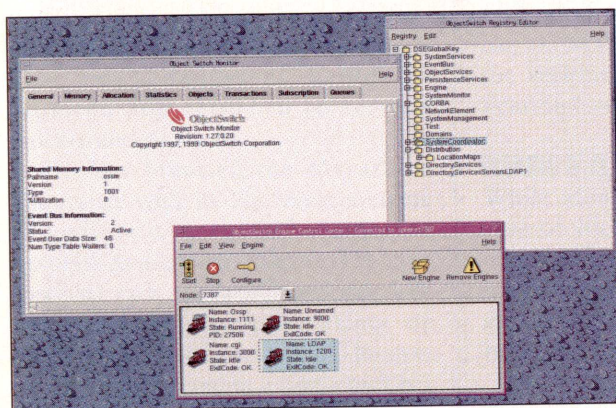 Object Switch Monitor
File
Help
General Memory Allocation Statistics Objects Transactions Subscription Queues
ObjectSwitch
Object Switch Monitor
Revision: 1.27.0.20
Copyright 1997, 1999 ObjectSwitch Corporation
Shared Memory Information:
Pathname
Version 1
Type
%Utilization 8
Event Bus Information:
Version: 2
Status: Active
Event User Data Size: 48
Num Type Table Waiters: 0
ObjectSwitch Registry Editor
Registry Edit
Help
DSEGlobalKey
SystemServices
EventBus
ObjectServices
PersistenceServices
Engine
SystemMonitor
CORBA
NetworkElement
SystemManagement
Test
Domains
SystemCoordinator
Distribution
LocationMaps
DirectoryServices
DirectoryServicesServersLDAP1
ObjectSwitch Engine Control Center - Connected to
File Edit View Engine
Help
Start Stop Configure
New Engine Remove Engines
Node: 7387
Name: Ossp
Instance: 1111
State: Running
PID: 27506
Name: Unnamed
Instance: 9000
State: Idle
ExitCode: OK
Name: cgi
Instance: 3000
State: Idle
ExitCode: OK
Name: LDAP
Instance: 1200
State: Idle
ExitCode: OK